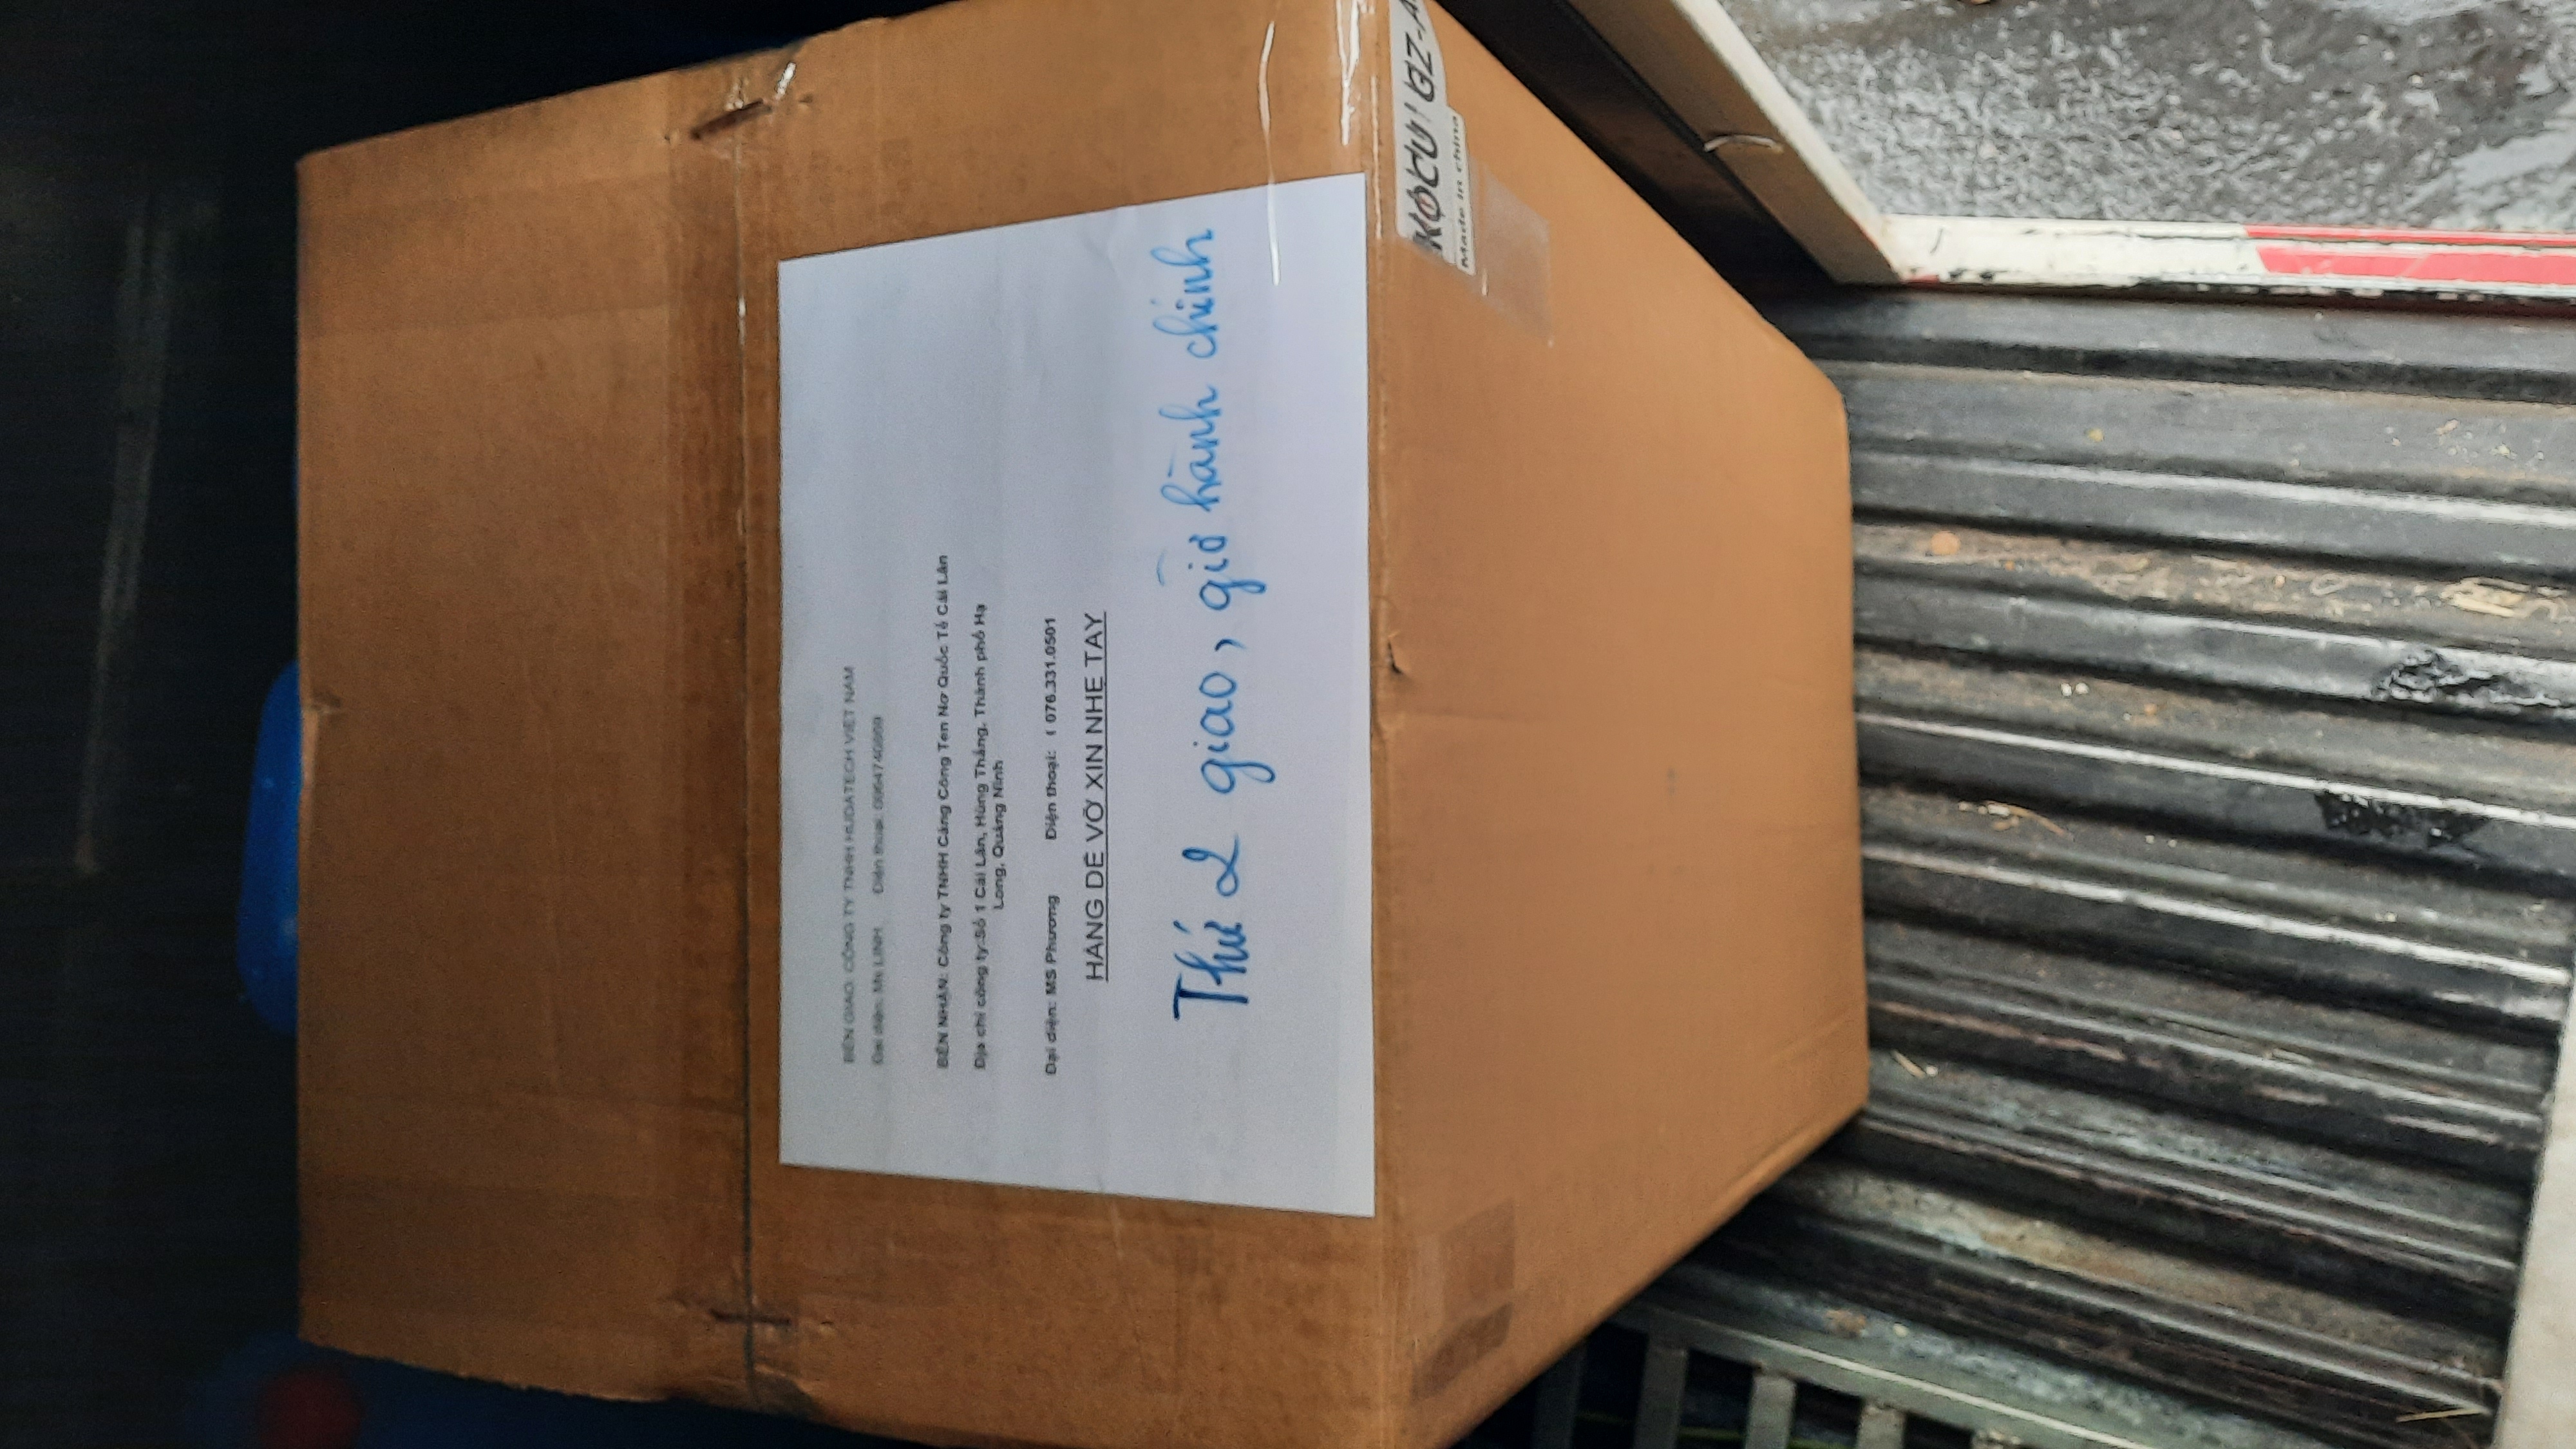 BÊN GIAO: CÔNG TY TNHH HUDATECH VIỆT NAM
Đại diện: Mr. LINH. Điện thoại:
BÊN NHẬN: Công ty TNHH Cảng Công Ten Nơ Quốc Tế Cái Lân
Địa chỉ công ty:Số 1 Cái Lân, Hùng Thắng, Thành phố Hạ
Long, Quảng Ninh
Đại diện: MS Phương Điện thoại: ( 076.331.0501
HÀNG DỄ VỠ XIN NHẸ TAY
Thứ 2 giao, giờ hành chính
KOCU
Made in china